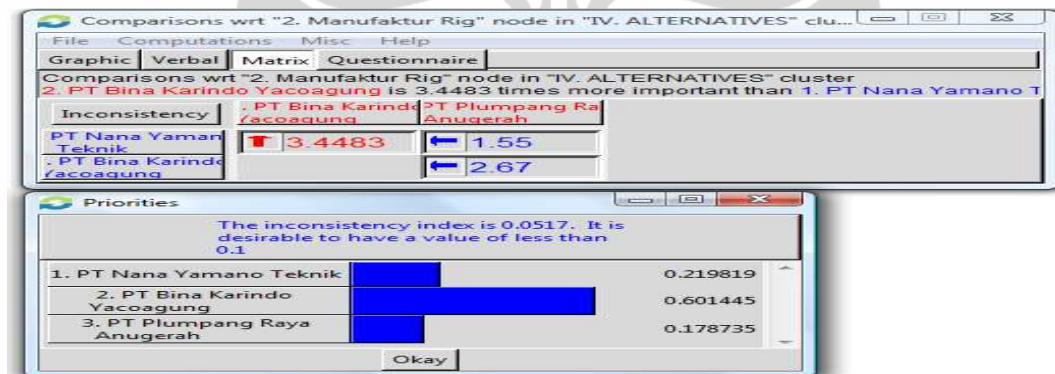 Comparisons wrt "2. Manufaktur Rig" node in "IV. ALTERNATIVES" clu...
File Computations Misc Help
Graphic Verbal Matrix Questionnaire
Comparisons wrt "2. Manufaktur Rig" node in "IV. ALTERNATIVES" cluster
2. PT Bina Karindo Yacoagung is 3.4483 times more important than 1. PT Nana Yamano T
Inconsistency . PT Bina Karindo PT Plumpang Ra
Yacoagung Anugerah
PT Nana Yaman 3.4483 1.55
Teknik
. PT Bina Karindo 2.67
Yacoagung
Priorities
The inconsistency index is 0.0517. It is
desirable to have a value of less than
0.1
1. PT Nana Yamano Teknik 0.219819
2. PT Bina Karindo
Yacoagung 0.601445
3. PT Plumpang Raya
Anugerah 0.178735
Okay